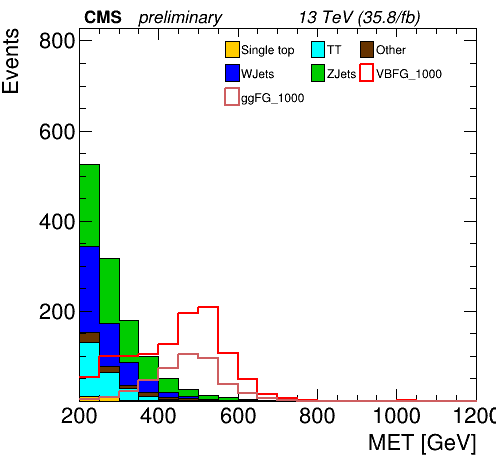 CMS preliminary 13 TeV (35.8/fb)
Events
800
600
400
200
Single top TT Other
WJets ZJets VBFG_1000
ggFG_1000
200 400 600 800 1000 1200
MET [GeV]